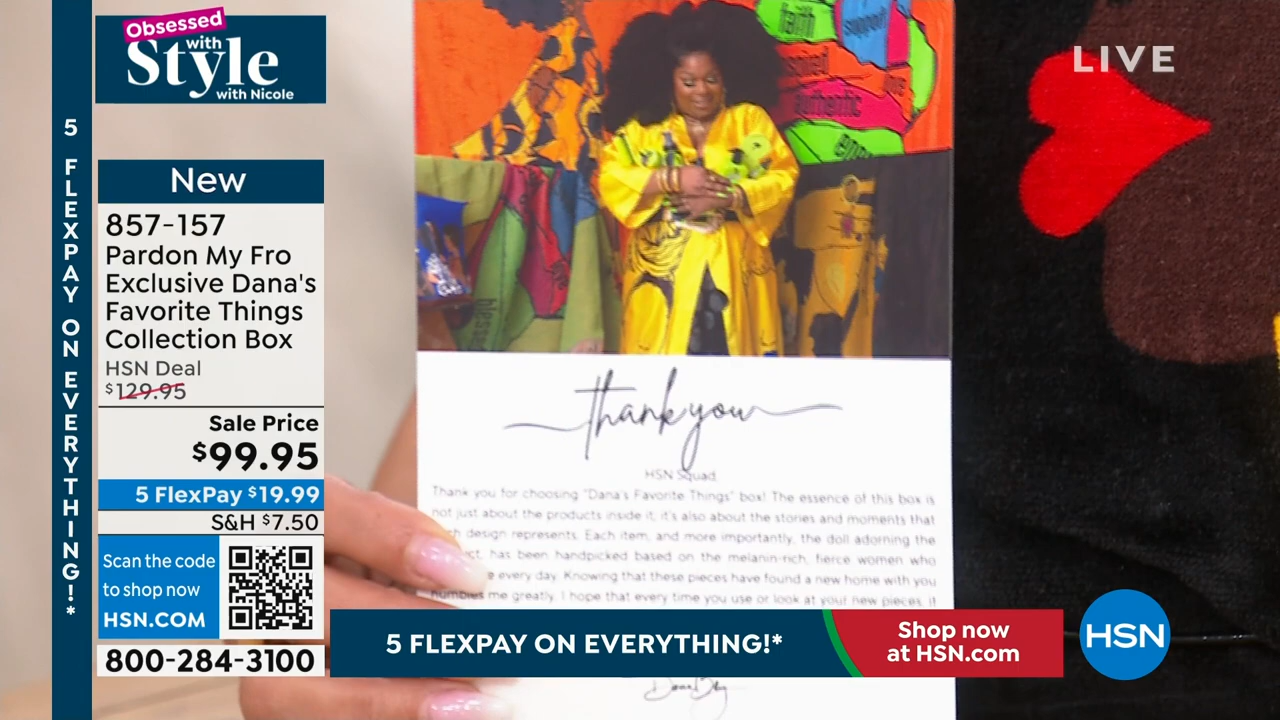 Obsessed
with
Style
with Nicole
LIVE
5 FLEXPAY ON EVERYTHING!*
New
857-157
Pardon My Fro
Exclusive Dana's
Favorite Things
Collection Box
HSN Deal
$129.95
Sale Price
$99.95
5 FlexPay $19.99
S&H $7.50
Scan the code
to shop now
HSN.COM
800-284-3100
faith
support
authentic
blesse
thank you
HSN Squad,
Thank you for choosing "Dana's Favorite Things" box! The essence of this box is
not just about the products inside it; it's also about the stories and moments that
design represents. Each item, and more importantly, the doll adorning the
has been handpicked based on the melanin-rich, fierce women who
every day. Knowing that these pieces have found a new home with you
humbles me greatly. I hope that every time you use or look at your new pieces, it
5 FLEXPAY ON EVERYTHING!*
Shop now
at HSN.com
HSN